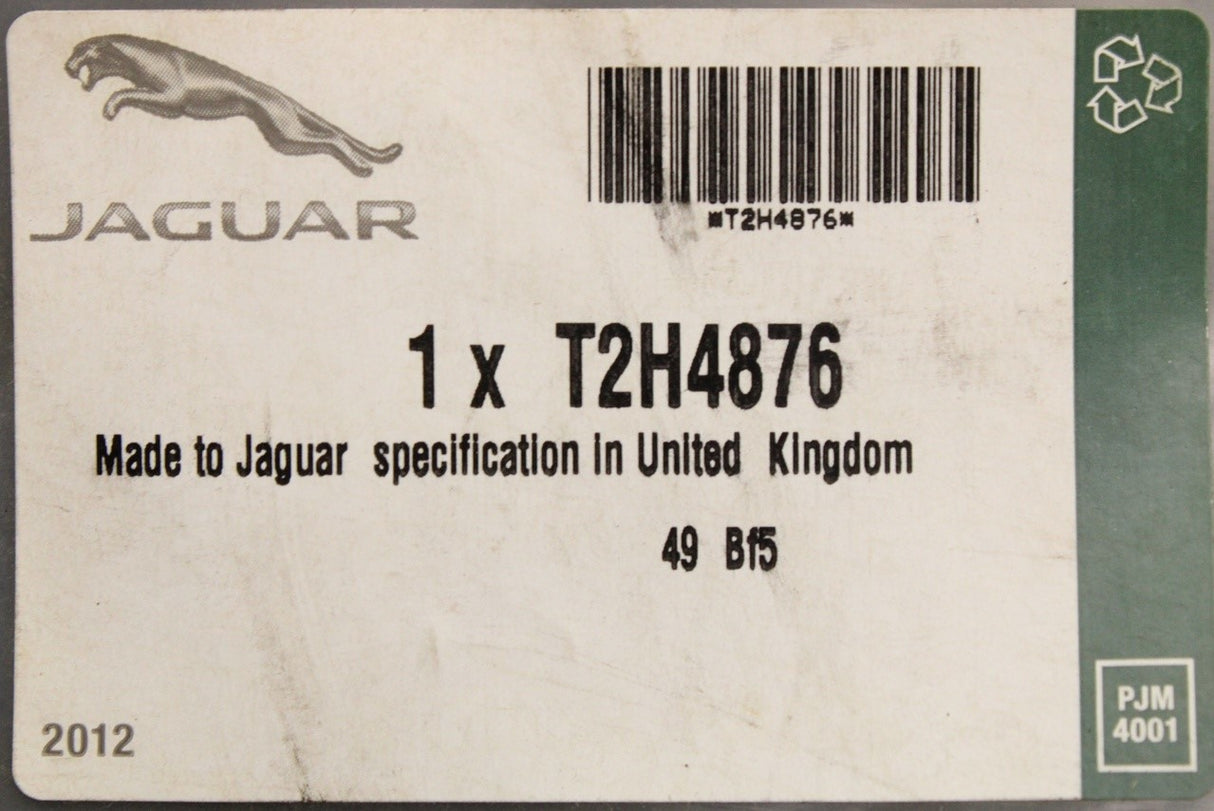 JAGUAR
*T2H4876*
1 x T2H4876
Made to Jaguar specification in United Kingdom
49 Bf5
2012
PJM
4001